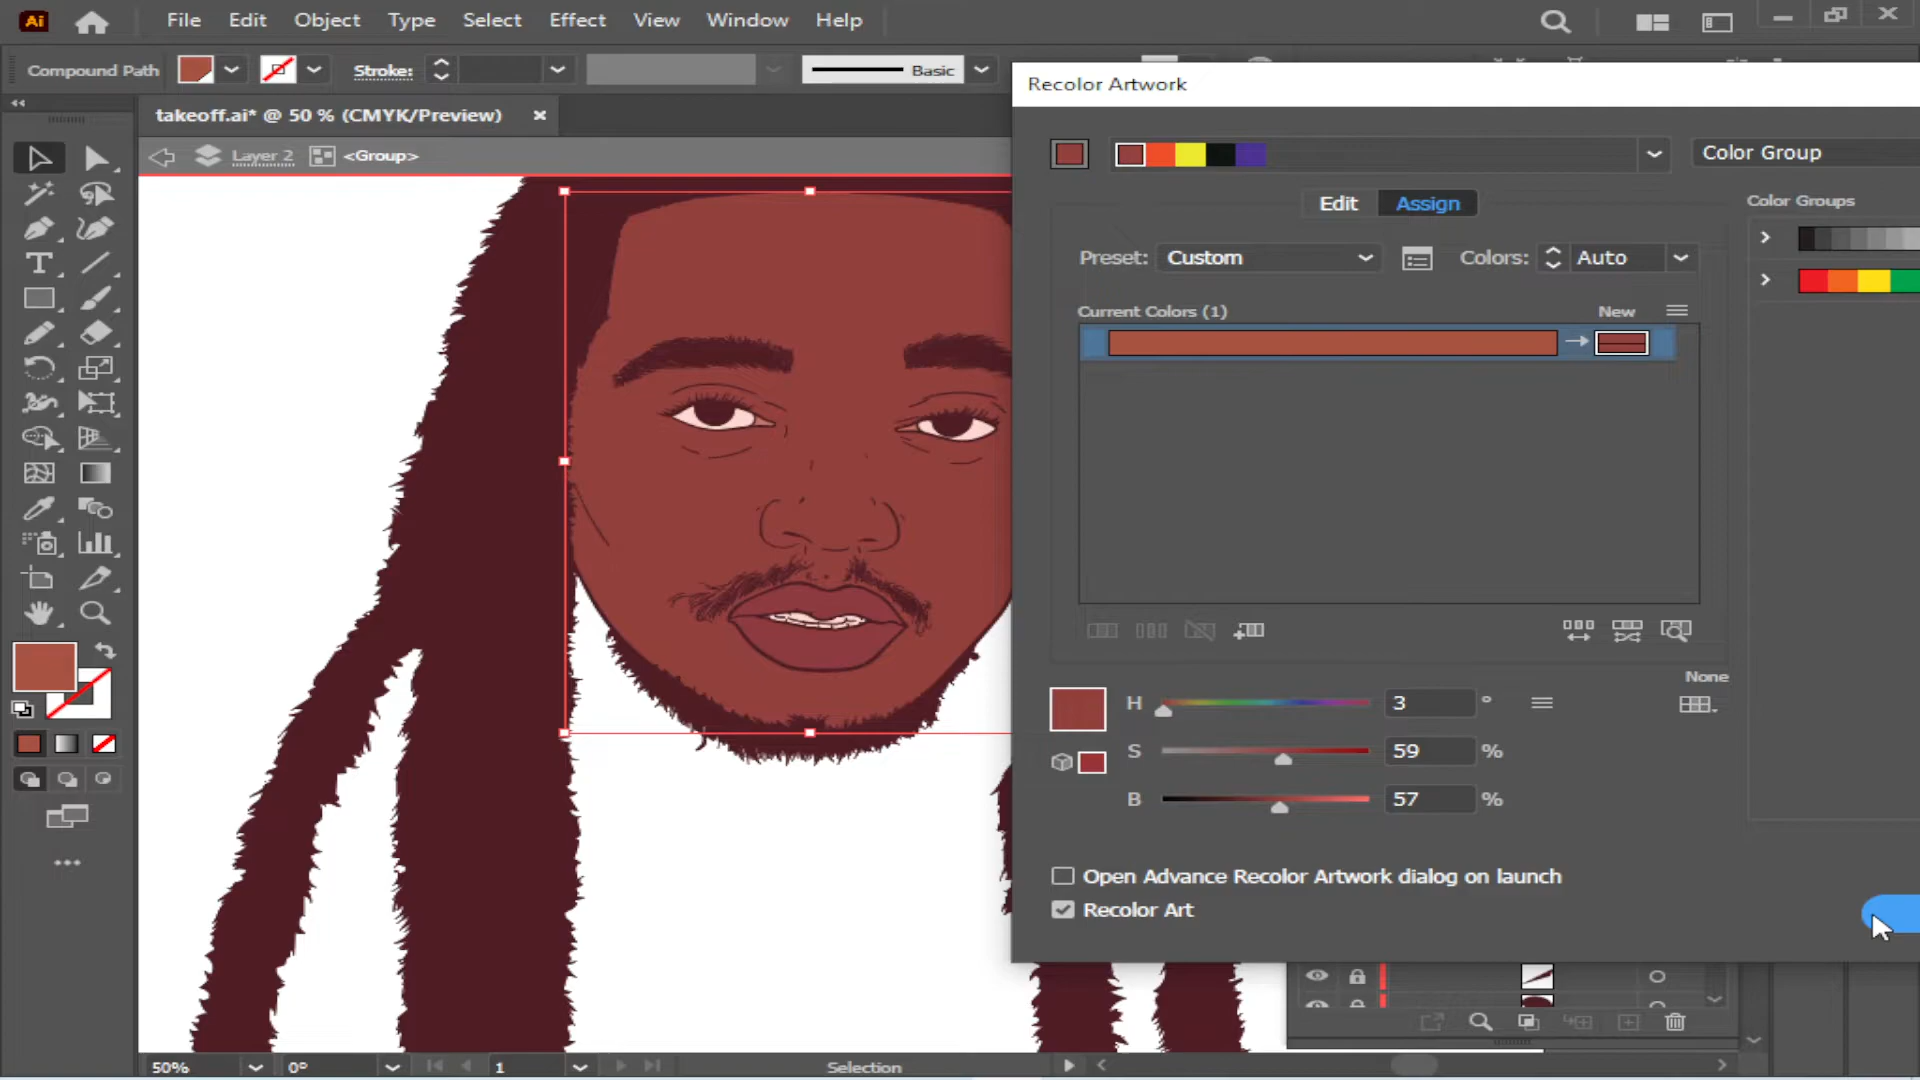 Ai File Edit Object Type Select Effect View Window Help
Compound Path Stroke: Basic
Recolor Artwork
takeoff.ai* @ 50 % (CMYK/Preview) ×
Layer 2 <Group>
Color Group
Edit Assign
Color Groups
Preset: Custom Colors: Auto
Current Colors (1) New
None
H 3 °
S 59 %
B 57 %
Open Advance Recolor Artwork dialog on launch
Recolor Art
50% 0° 1 Selection